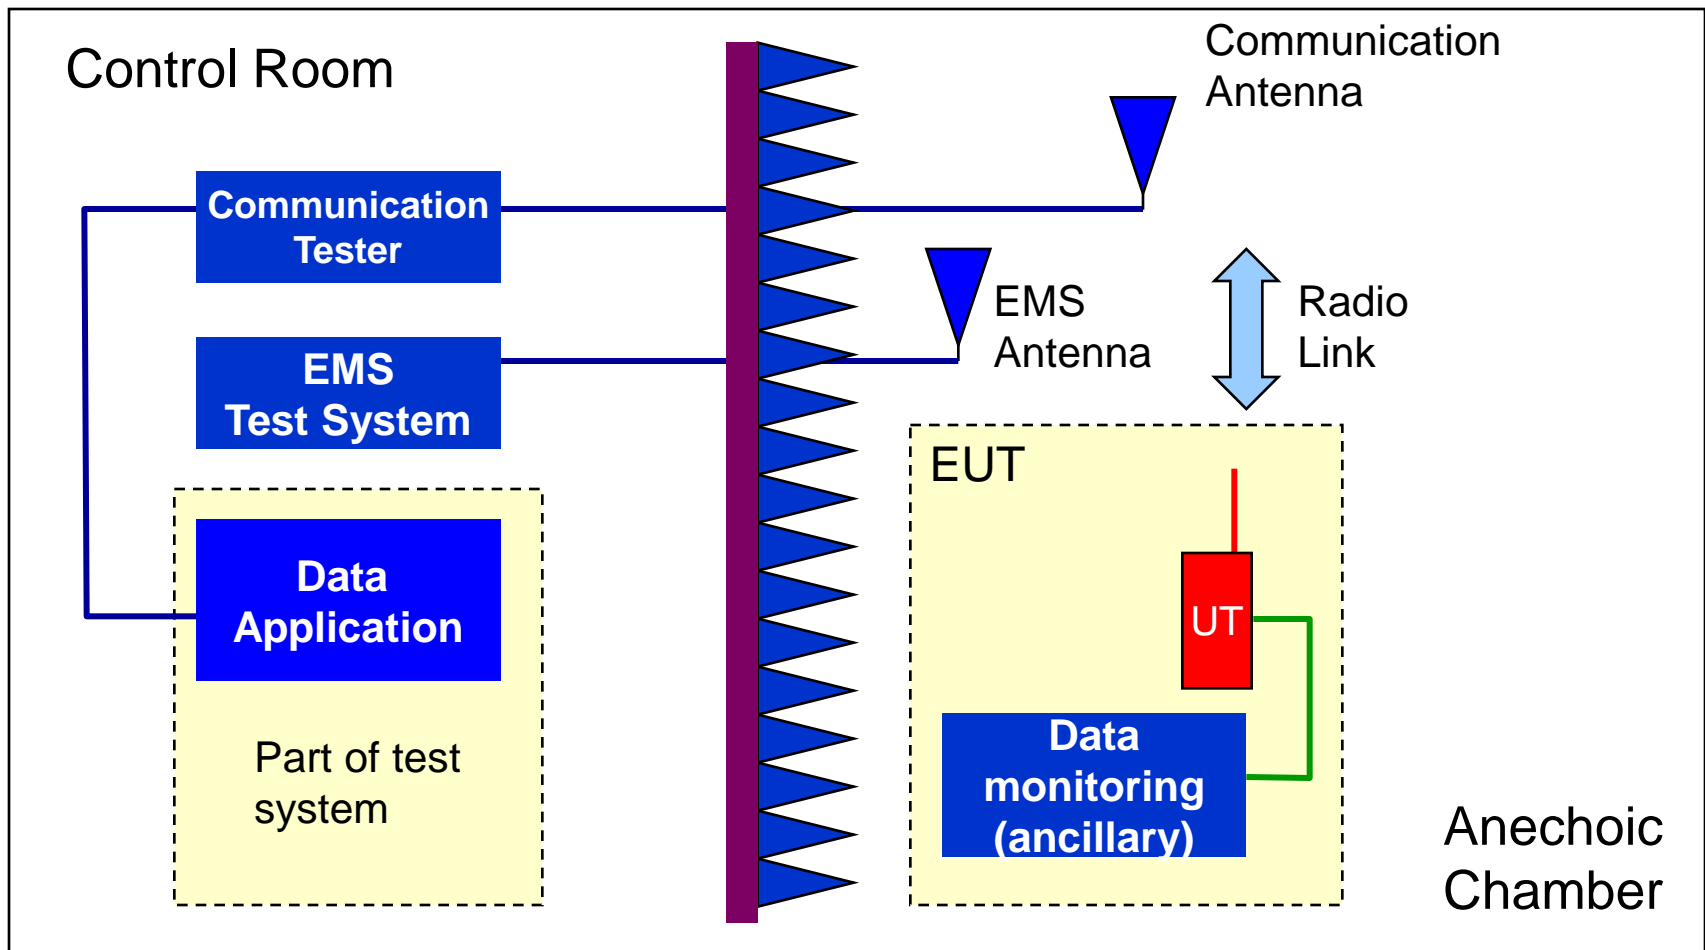 Control Room
Communication
Antenna
Communication
Tester
EMS
Antenna
Radio
Link
EMS
Test System
EUT
Data
Application
UT
Part of test
system
Data
monitoring
(ancillary)
Anechoic
Chamber